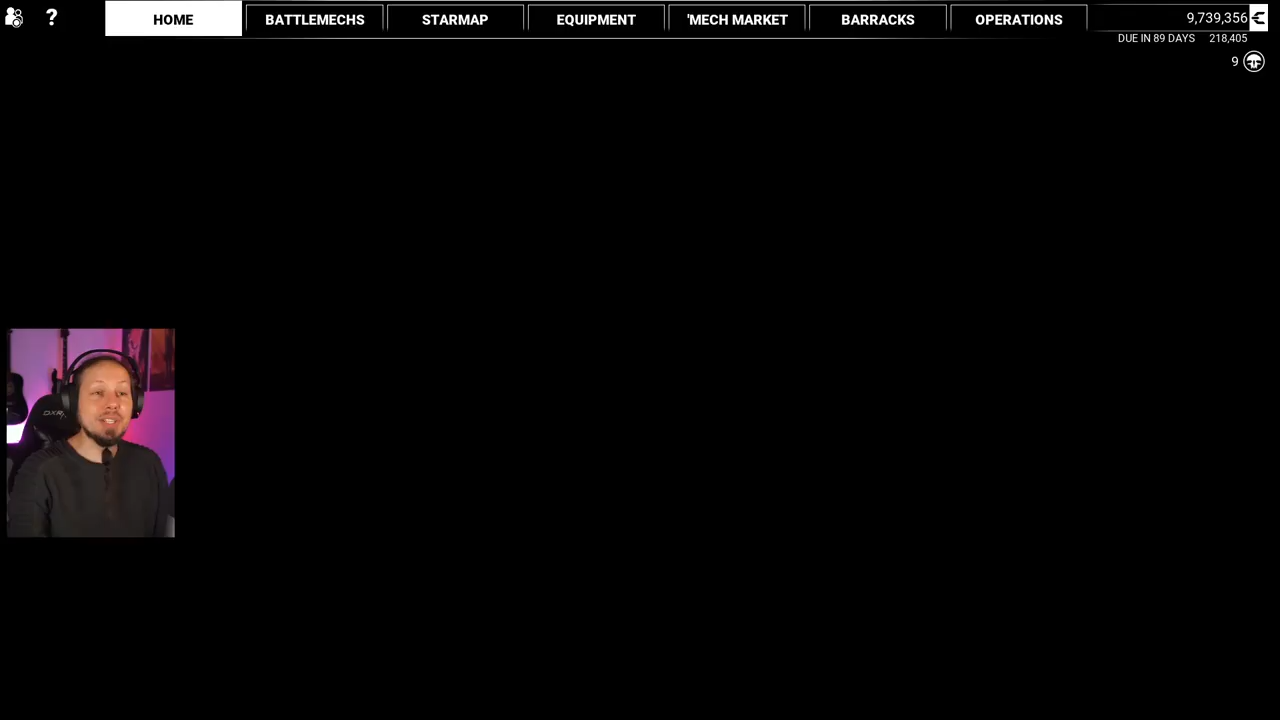 ?
HOME
BATTLEMECHS
STARMAP
EQUIPMENT
'MECH MARKET
BARRACKS
OPERATIONS
9,739,356
DUE IN 89 DAYS 218,405
9